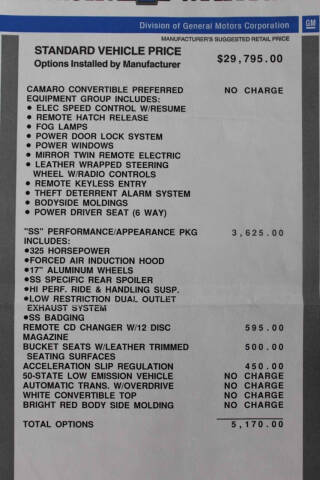 Division of General Motors Corporation GM
MANUFACTURER'S SUGGESTED RETAIL PRICE
STANDARD VEHICLE PRICE $29,795.00
Options Installed by Manufacturer
CAMARO CONVERTIBLE PREFERRED NO CHARGE
EQUIPMENT GROUP INCLUDES:
• ELEC SPEED CONTROL W/RESUME
• REMOTE HATCH RELEASE
• FOG LAMPS
• POWER DOOR LOCK SYSTEM
• POWER WINDOWS
• MIRROR TWIN REMOTE ELECTRIC
• LEATHER WRAPPED STEERING
WHEEL W/RADIO CONTROLS
• REMOTE KEYLESS ENTRY
• THEFT DETERRENT ALARM SYSTEM
• BODYSIDE MOLDINGS
• POWER DRIVER SEAT (6 WAY)
"SS" PERFORMANCE/APPEARANCE PKG 3,625.00
INCLUDES:
•325 HORSEPOWER
•FORCED AIR INDUCTION HOOD
•17" ALUMINUM WHEELS
•SS SPECIFIC REAR SPOILER
•HI PERF. RIDE & HANDLING SUSP.
•LOW RESTRICTION DUAL OUTLET
EXHAUST SYSTEM
•SS BADGING
REMOTE CD CHANGER W/12 DISC 595.00
MAGAZINE
BUCKET SEATS W/LEATHER TRIMMED 500.00
SEATING SURFACES
ACCELERATION SLIP REGULATION 450.00
50-STATE LOW EMISSION VEHICLE NO CHARGE
AUTOMATIC TRANS. W/OVERDRIVE NO CHARGE
WHITE CONVERTIBLE TOP NO CHARGE
BRIGHT RED BODY SIDE MOLDING NO CHARGE
TOTAL OPTIONS 5,170.00